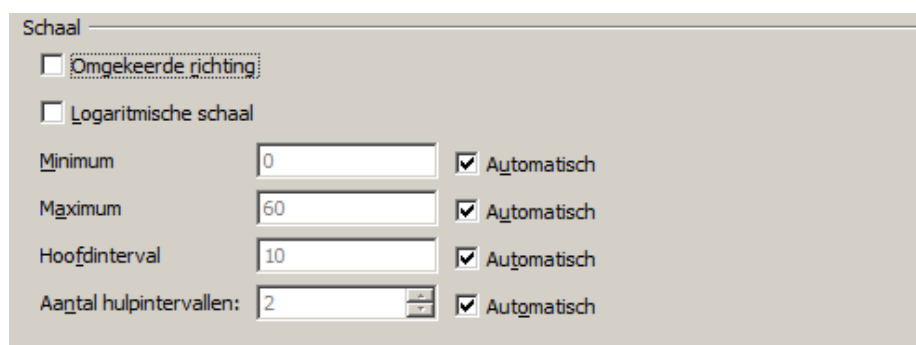 Schaal
Omgekeerde richting
Logaritmische schaal
Minimum 0 Automatisch
Maximum 60 Automatisch
Hoofdinterval 10 Automatisch
Aantal hulpintervallen: 2 Automatisch